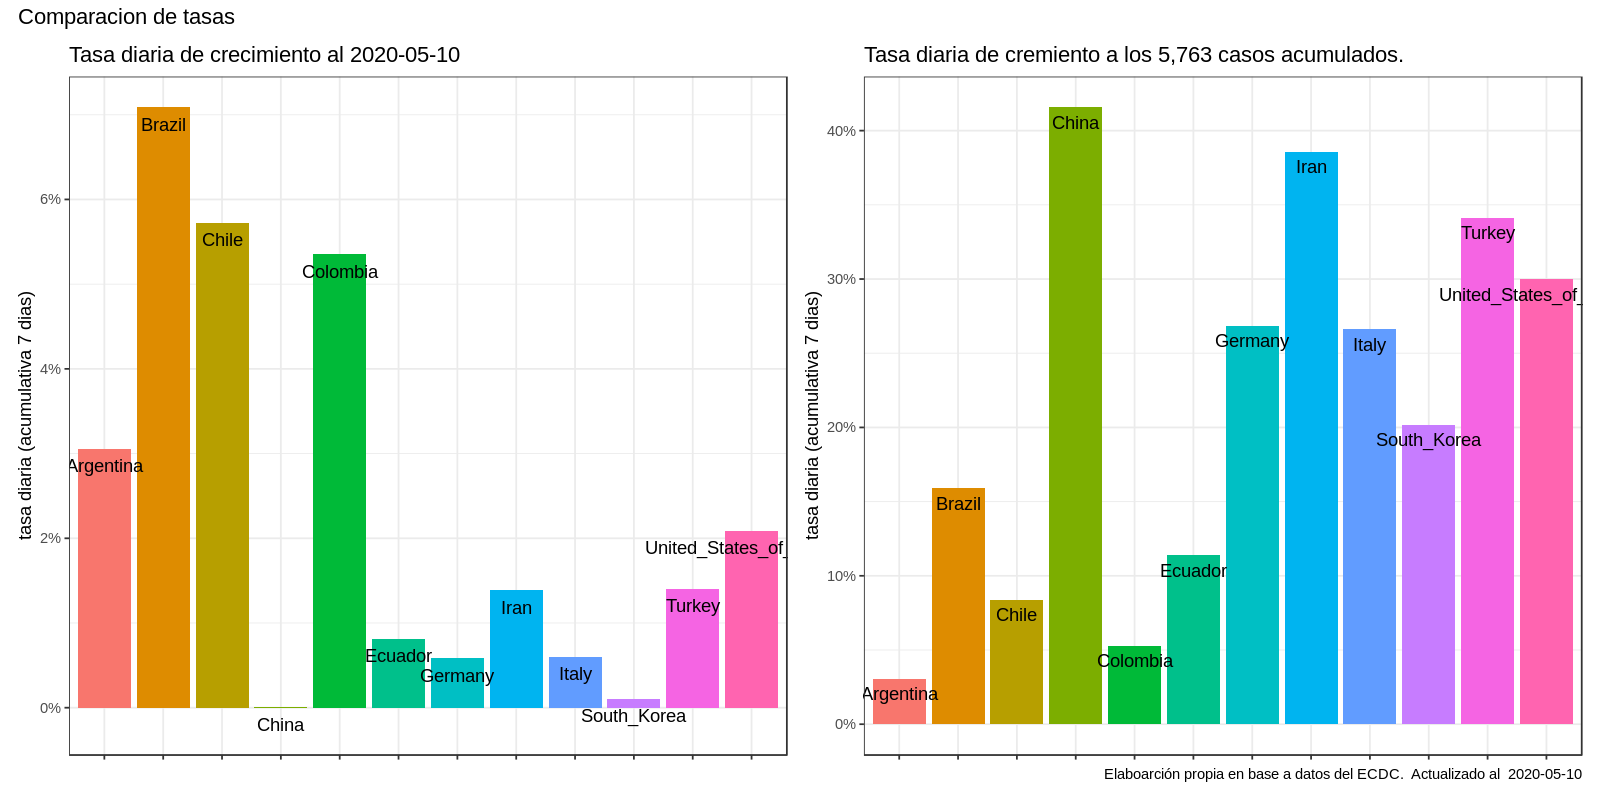 Comparacion de tasas
Tasa diaria de crecimiento al 2020-05-10
tasa diaria (acumulativa 7 dias)
6%
4%
2%
0%
Argentina
Brazil
Chile
China
Colombia
Ecuador
Germany
Iran
Italy
South_Korea
Turkey
United_States_of_
Tasa diaria de cremiento a los 5,763 casos acumulados.
tasa diaria (acumulativa 7 dias)
40%
30%
20%
10%
0%
Argentina
Brazil
Chile
China
Colombia
Ecuador
Germany
Iran
Italy
South_Korea
Turkey
United_States_of_
Elaboarción propia en base a datos del ECDC. Actualizado al 2020-05-10